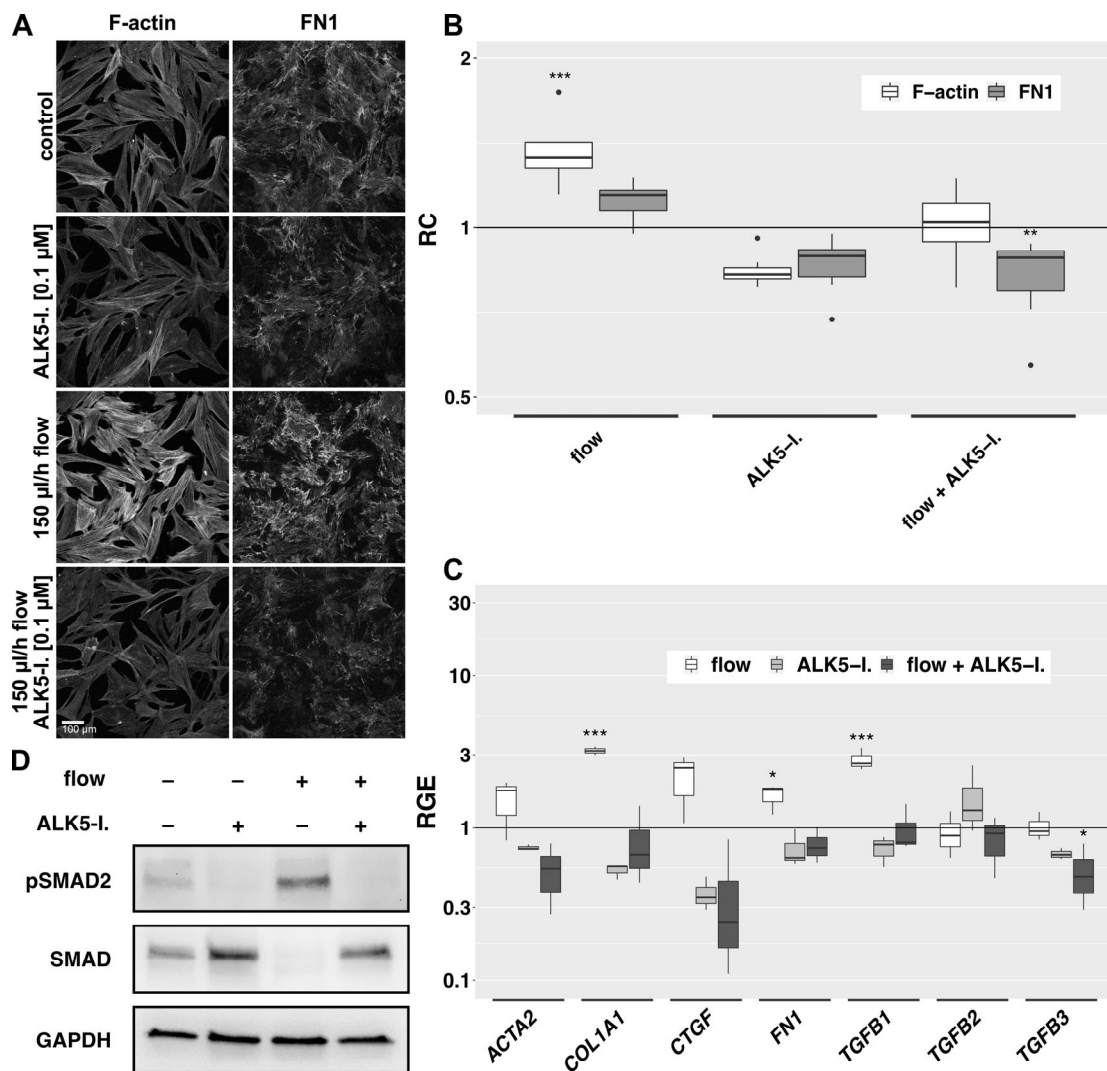 A
F-actin
FN1
control
ALK5-I. [0.1 µM]
150 µl/h flow
150 µl/h flow
ALK5-I. [0.1 µM]
100 µm
B
2
1
0.5
RC
***
**
F–actin
FN1
flow
ALK5–I.
flow + ALK5–I.
C
30
10
3
1
0.3
0.1
RGE
flow
ALK5–I.
flow + ALK5–I.
***
*
***
*
ACTA2
COL1A1
CTGF
FN1
TGFB1
TGFB2
TGFB3
D
flow – – + +
ALK5-I. – + – +
pSMAD2
SMAD
GAPDH